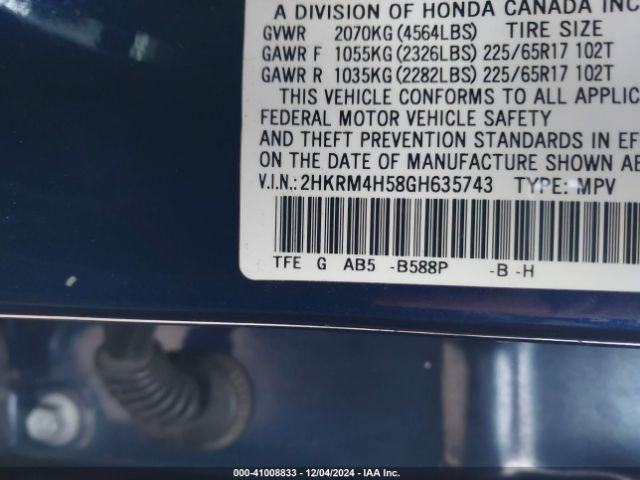 A DIVISION OF HONDA CANADA INC
GVWR 2070KG (4564LBS) TIRE SIZE
GAWR F 1055KG (2326LBS) 225/65R17 102T
GAWR R 1035KG (2282LBS) 225/65R17 102T
THIS VEHICLE CONFORMS TO ALL APPLIC
FEDERAL MOTOR VEHICLE SAFETY
AND THEFT PREVENTION STANDARDS IN EF
ON THE DATE OF MANUFACTURE SHOWN AB
V.I.N.: 2HKRM4H58GH635743 TYPE: MPV
TFE G AB5 -B588P -B -H
000-41008833 - 12/04/2024 - IAA Inc.